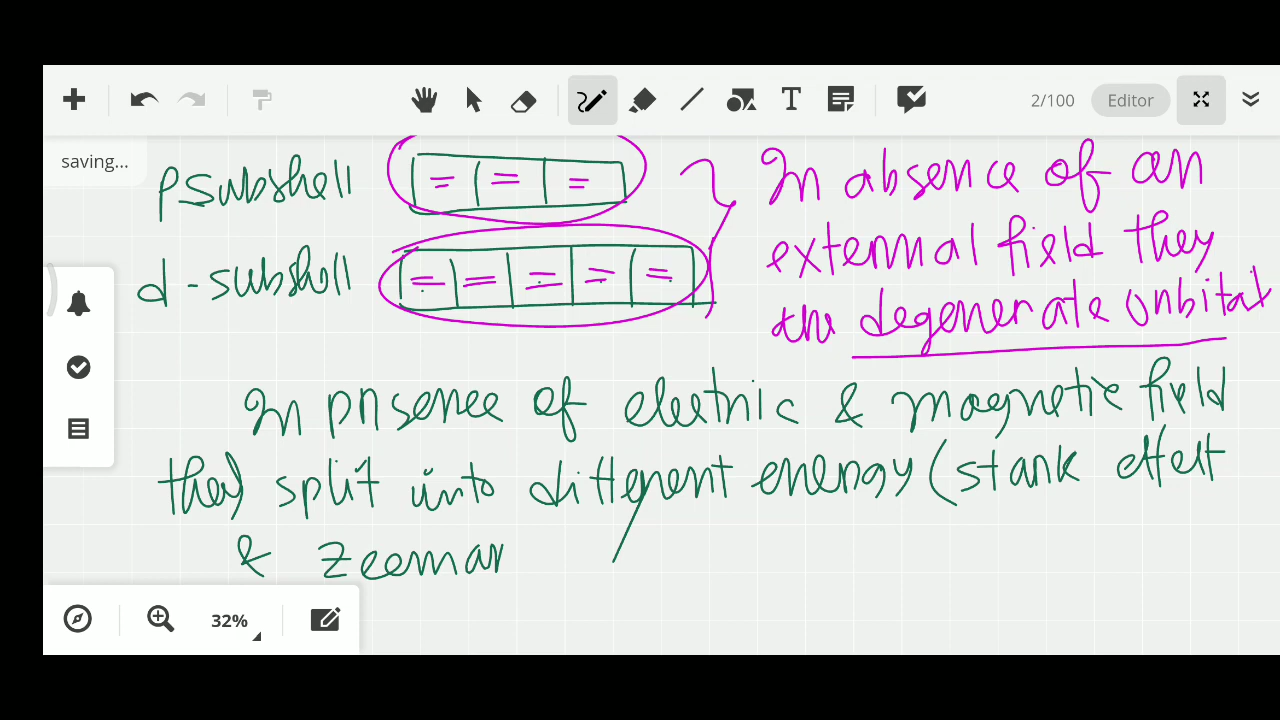 2/100 Editor
saving...
p subshell
= = =
In absence of an
external field they
are degenerate orbital
d - subshell
= = = = =
In presence of electric & magnetic field
they split into different energy (stark effect
& zeeman
32%